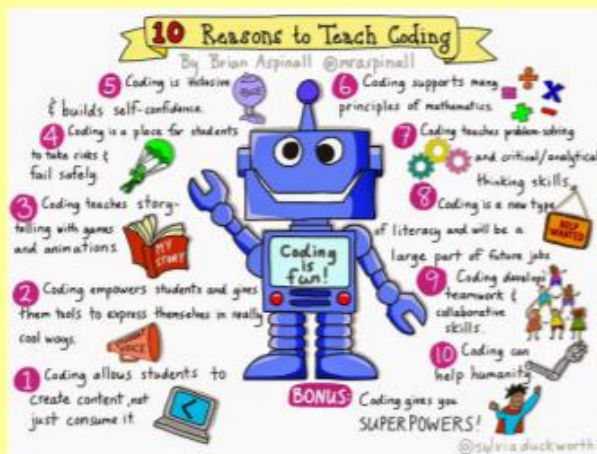 10 Reasons to Teach Coding
By Brian Aspinall @mraspinall
5 Coding is inclusive
& builds self-confidence.
4 Coding is a place for students
to take risks &
fail safely.
3 Coding teaches story-
telling with games
and animations.
MY
STORY
2 Coding empowers students and gives
them tools to express themselves in really
cool ways.
VOICE
1 Coding allows students to
create content, not
just consume it.
Coding
is
fun!
6 Coding supports many
principles of mathematics.
7 Coding teaches problem-solving
and critical/analytical
thinking skills.
8 Coding is a new type
of literacy and will be a
large part of future jobs
HELP
WANTED
9 Coding develops
teamwork &
collaborative
skills.
10 Coding can
help humanity.
BONUS: Coding gives you
SUPERPOWERS!
@sylviaduckworth